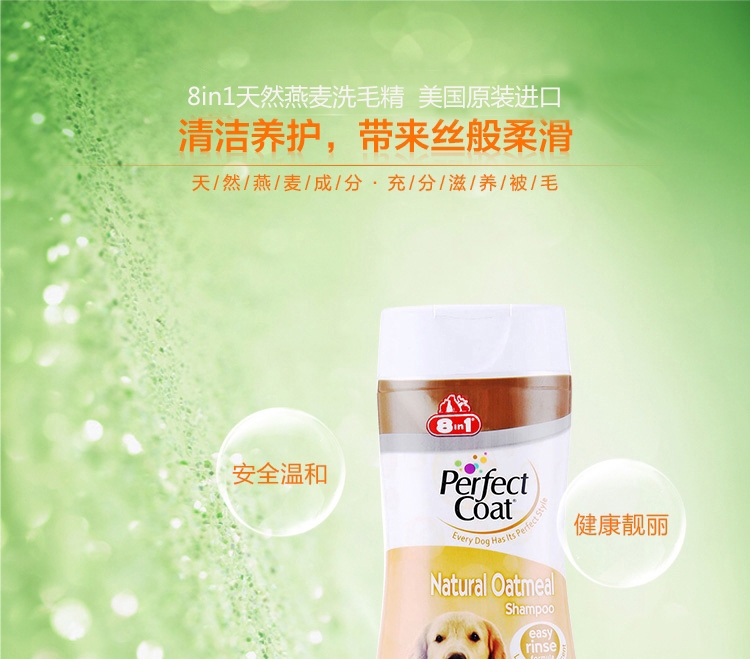 8in1天然燕麦洗毛精 美国原装进口
清洁养护，带来丝般柔滑
天/然/燕/麦/成/分·充/分/滋/养/被/毛
8in1
Perfect
Coat
Every Dog Has Its Perfect Style
安全温和
健康靓丽
Natural Oatmeal
Shampoo
easy
rinse